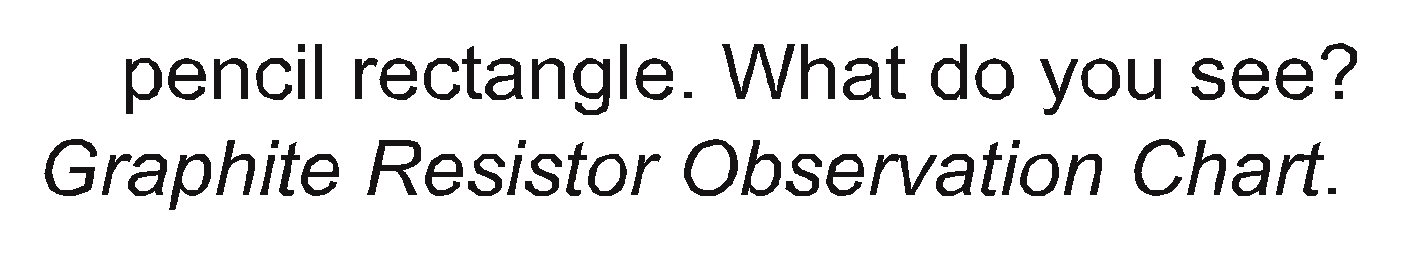 pencil rectangle. What do you see?
Graphite Resistor Observation Chart.